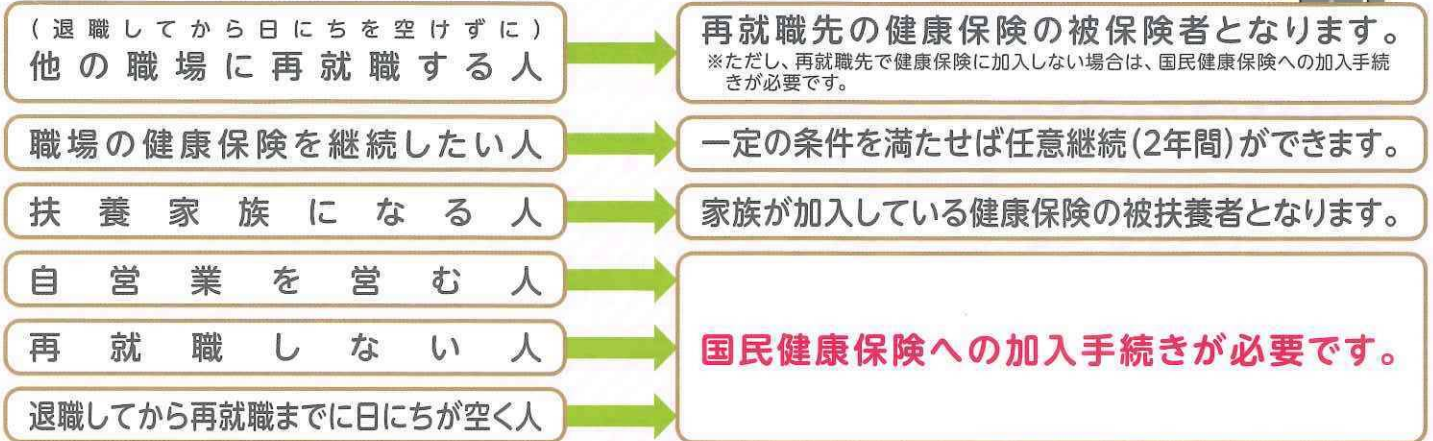 (退職してから日にちを空けずに)
他の職場に再就職する人
再就職先の健康保険の被保険者となります。
※ただし、再就職先で健康保険に加入しない場合は、国民健康保険への加入手続
きが必要です。
職場の健康保険を継続したい人
一定の条件を満たせば任意継続(2年間)ができます。
扶養家族になる人
家族が加入している健康保険の被扶養者となります。
自営業を営む人
再就職しない人
退職してから再就職までに日にちが空く人
国民健康保険への加入手続きが必要です。